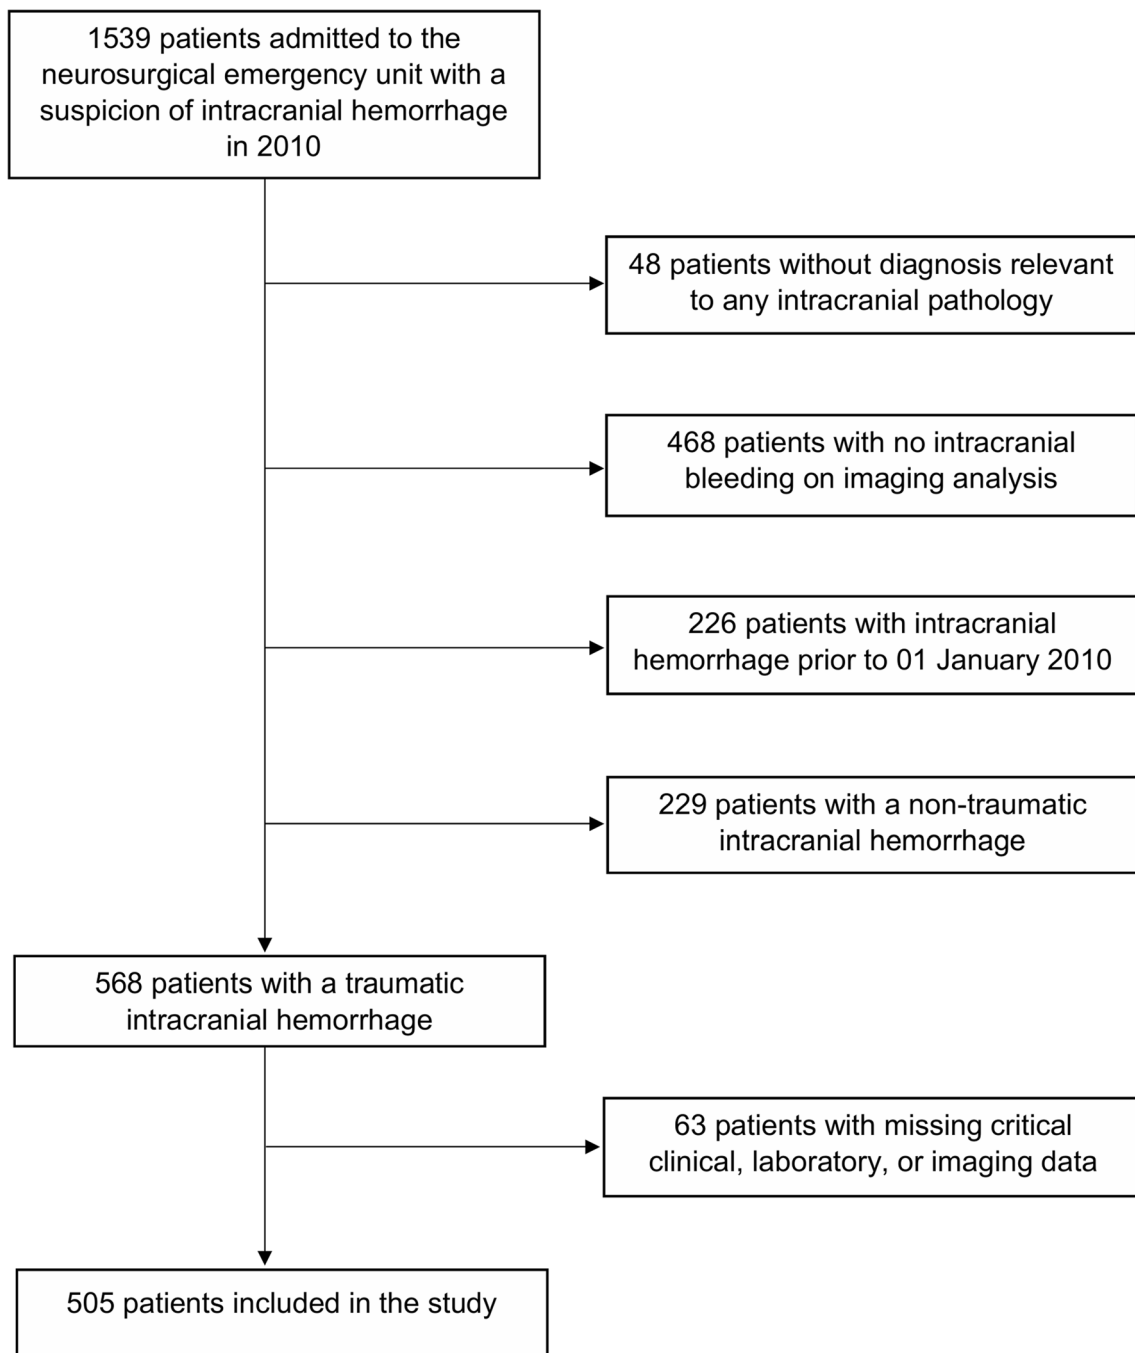 1539 patients admitted to the
neurosurgical emergency unit with a
suspicion of intracranial hemorrhage
in 2010
48 patients without diagnosis relevant
to any intracranial pathology
468 patients with no intracranial
bleeding on imaging analysis
226 patients with intracranial
hemorrhage prior to 01 January 2010
229 patients with a non-traumatic
intracranial hemorrhage
568 patients with a traumatic
intracranial hemorrhage
63 patients with missing critical
clinical, laboratory, or imaging data
505 patients included in the study